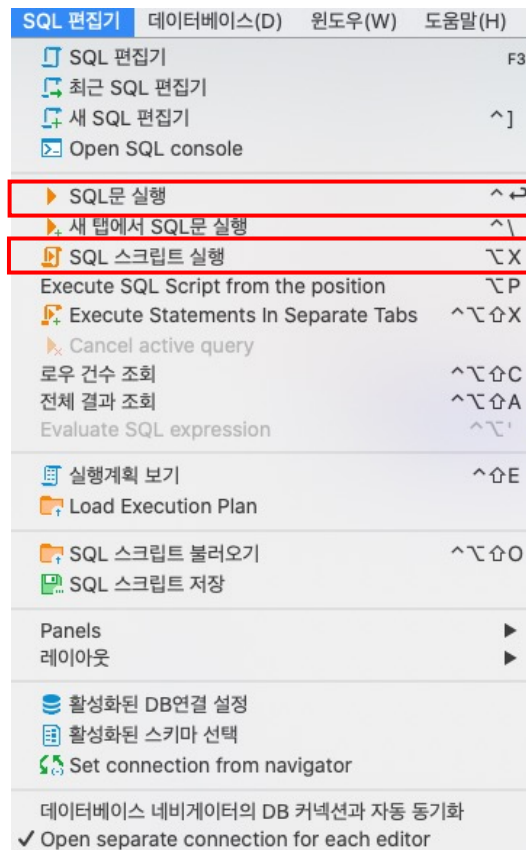 SQL 편집기 데이터베이스(D) 윈도우(W) 도움말(H)
SQL 편집기 F3
최근 SQL 편집기
새 SQL 편집기 ^]
Open SQL console
SQL문 실행 ^↩
새 탭에서 SQL문 실행 ^\
SQL 스크립트 실행 ⌥X
Execute SQL Script from the position ⌥P
Execute Statements In Separate Tabs ^⌥⇧X
Cancel active query
로우 건수 조회 ^⌥⇧C
전체 결과 조회 ^⌥⇧A
Evaluate SQL expression ^⌥'
실행계획 보기 ^⇧E
Load Execution Plan
SQL 스크립트 불러오기 ^⌥⇧O
SQL 스크립트 저장
Panels ▶
레이아웃 ▶
활성화된 DB연결 설정
활성화된 스키마 선택
Set connection from navigator
데이터베이스 네비게이터의 DB 커넥션과 자동 동기화
✓ Open separate connection for each editor